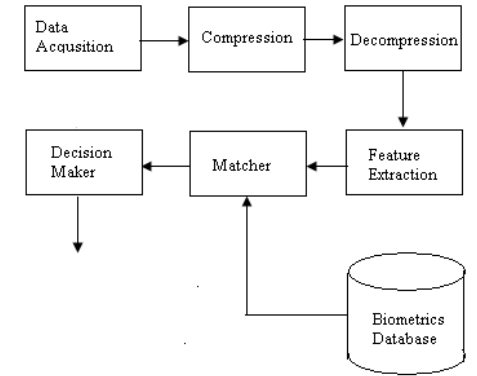 Data
Acqusition
Compression
Decompression
Decision
Maker
Matcher
Feature
Extraction
Biometrics
Database